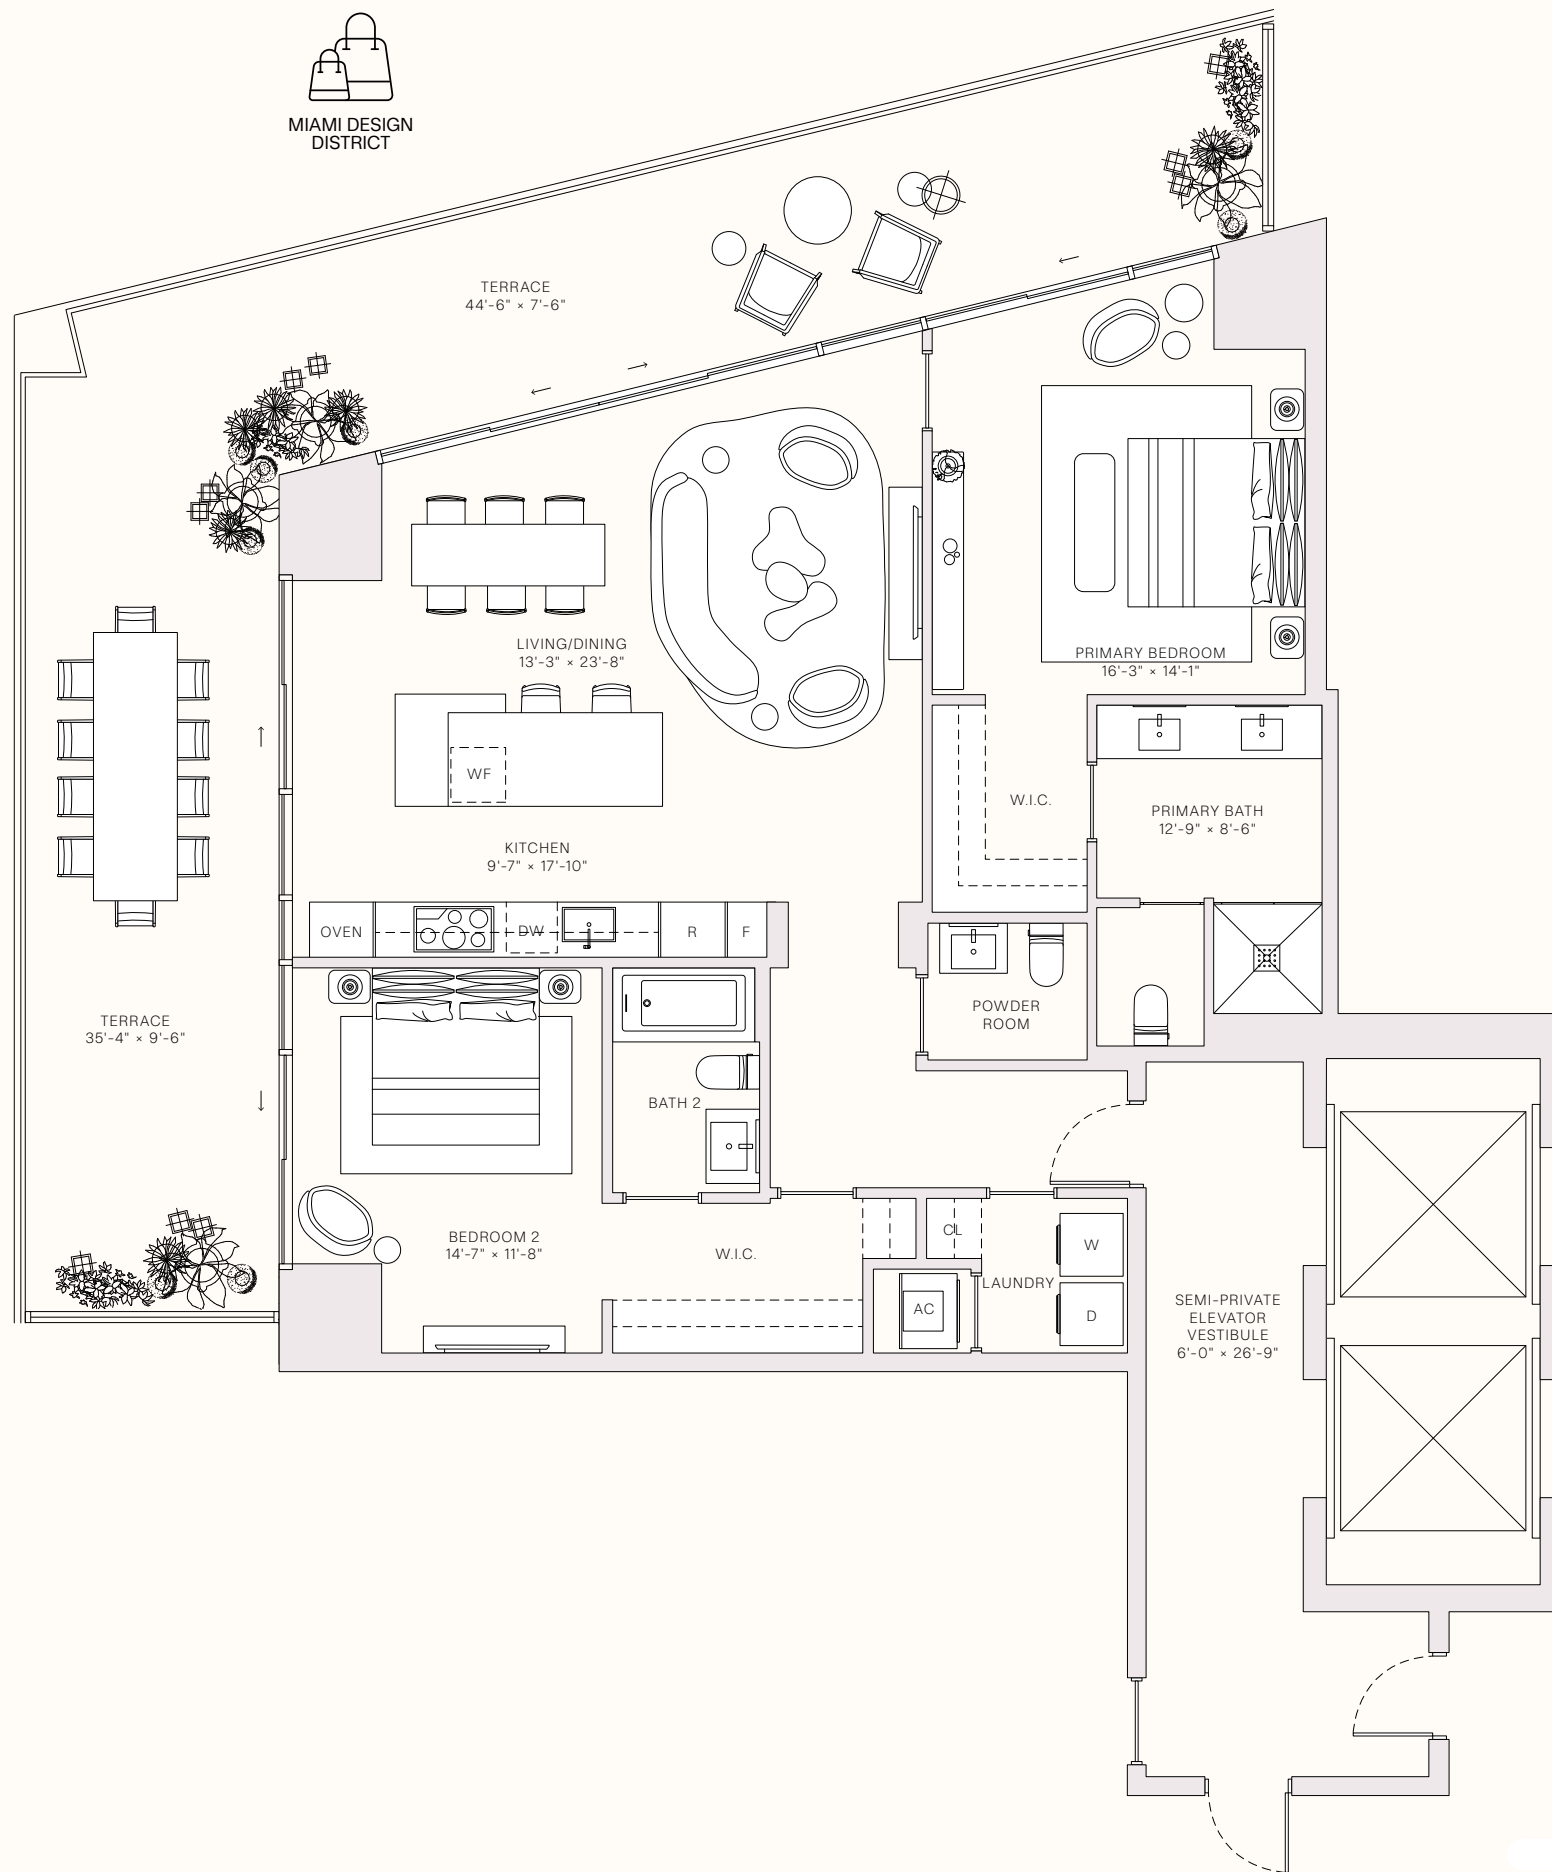 MIAMI DESIGN
DISTRICT
TERRACE
44'-6" × 7'-6"
LIVING/DINING
13'-3" × 23'-8"
PRIMARY BEDROOM
16'-3" × 14'-1"
WF
W.I.C.
PRIMARY BATH
12'-9" × 8'-6"
KITCHEN
9'-7" × 17'-10"
OVEN
DW
R
F
TERRACE
35'-4" × 9'-6"
POWDER
ROOM
BATH 2
BEDROOM 2
14'-7" × 11'-8"
W.I.C.
CL
W
LAUNDRY
AC
D
SEMI-PRIVATE
ELEVATOR
VESTIBULE
6'-0" × 26'-9"